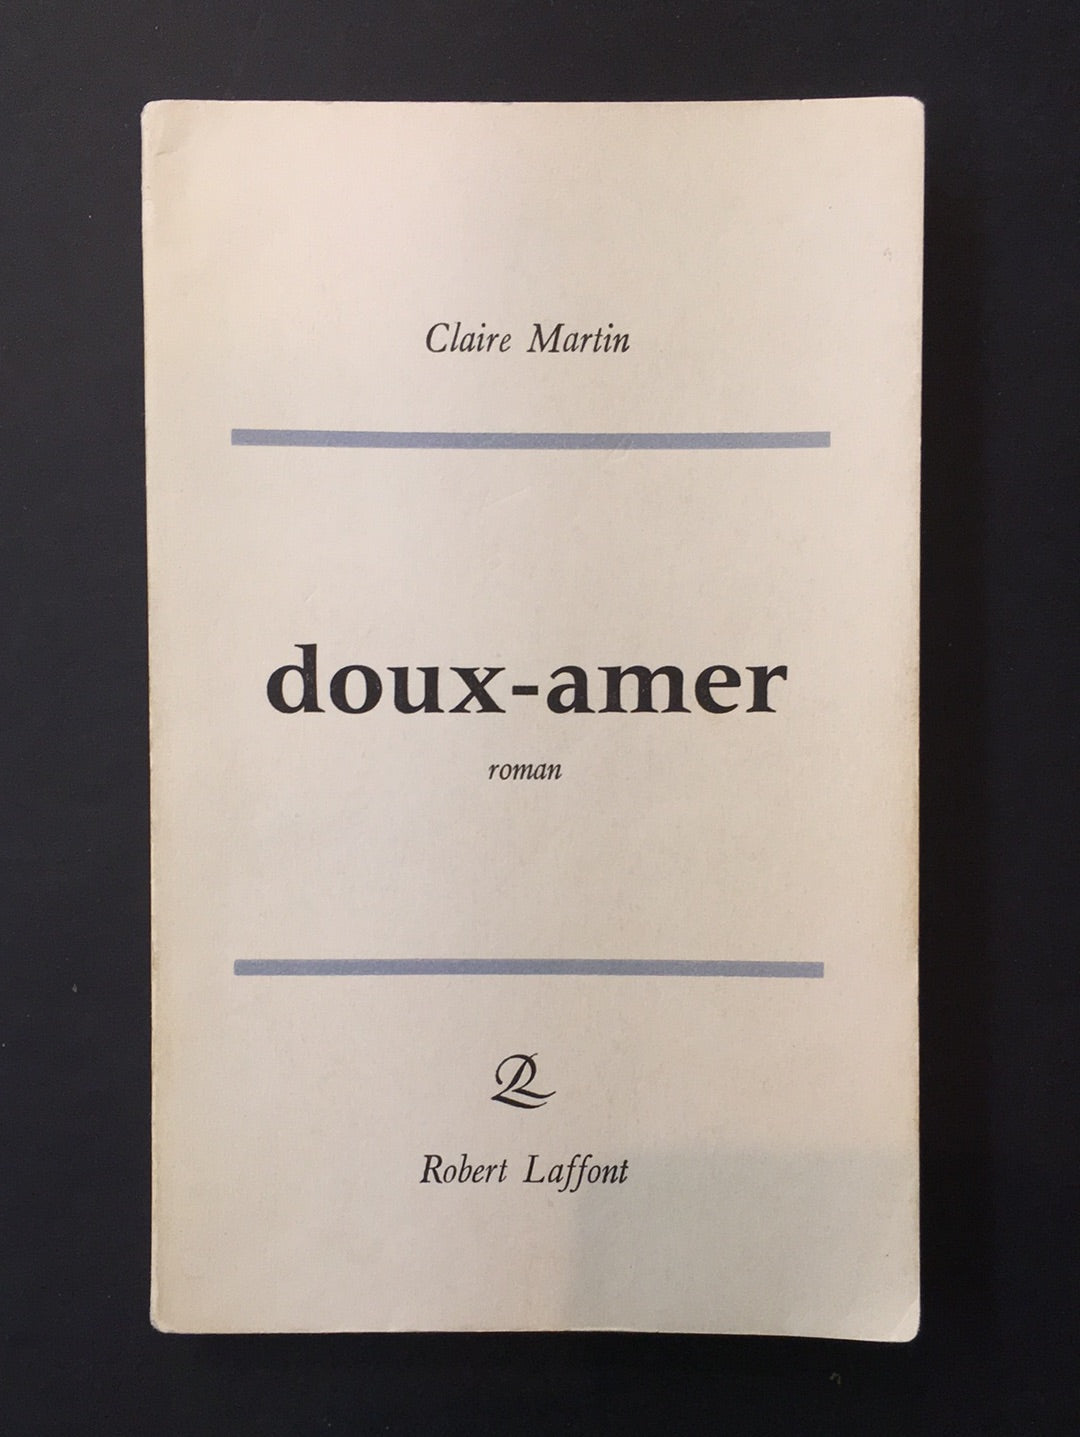 Claire Martin
doux-amer
roman
RL
Robert Laffont